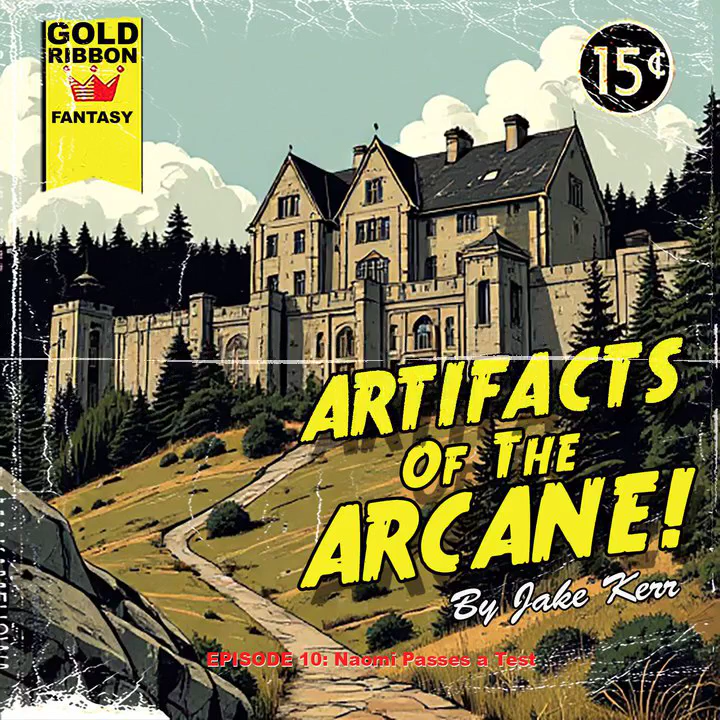 GOLD
RIBBON
FANTASY
15¢
ARTIFACTS
OF THE
ARCANE!
By Jake Kerr
EPISODE 10: Naomi Passes a Test